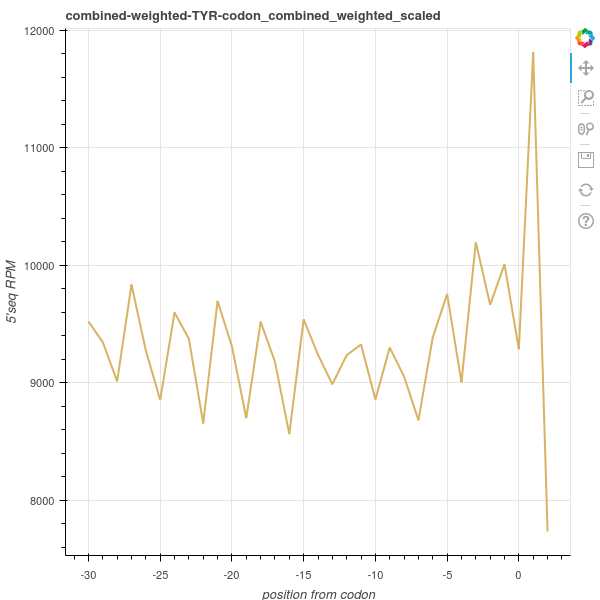 combined-weighted-TYR-codon_combined_weighted_scaled
12000
11000
10000
9000
8000
5'seq RPM
-30 -25 -20 -15 -10 -5 0
position from codon